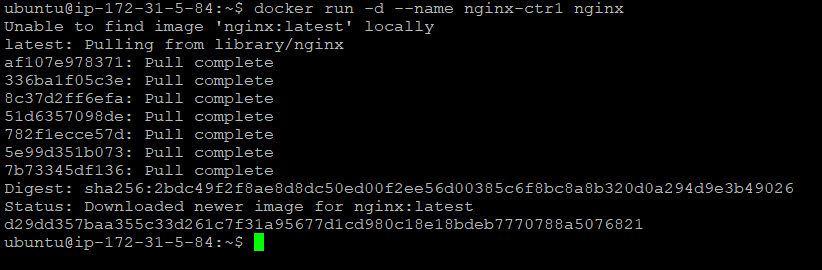 ubuntu@ip-172-31-5-84:~$ docker run -d --name nginx-ctr1 nginx
Unable to find image 'nginx:latest' locally
latest: Pulling from library/nginx
af107e978371: Pull complete
336ba1f05c3e: Pull complete
8c37d2ff6efa: Pull complete
51d6357098de: Pull complete
782f1ecce57d: Pull complete
5e99d351b073: Pull complete
7b73345df136: Pull complete
Digest: sha256:2bdc49f2f8ae8d8dc50ed00f2ee56d00385c6f8bc8a8b320d0a294d9e3b49026
Status: Downloaded newer image for nginx:latest
d29dd357baa355c33d261c7f31a95677d1cd980c18e18bdeb7770788a5076821
ubuntu@ip-172-31-5-84:~$